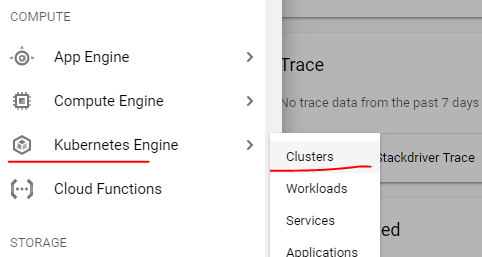 COMPUTE
App Engine
Compute Engine
Kubernetes Engine
Cloud Functions
STORAGE
Clusters
Workloads
Services
Applications
Trace
No trace data from the past 7 days
Stackdriver Trace
ed